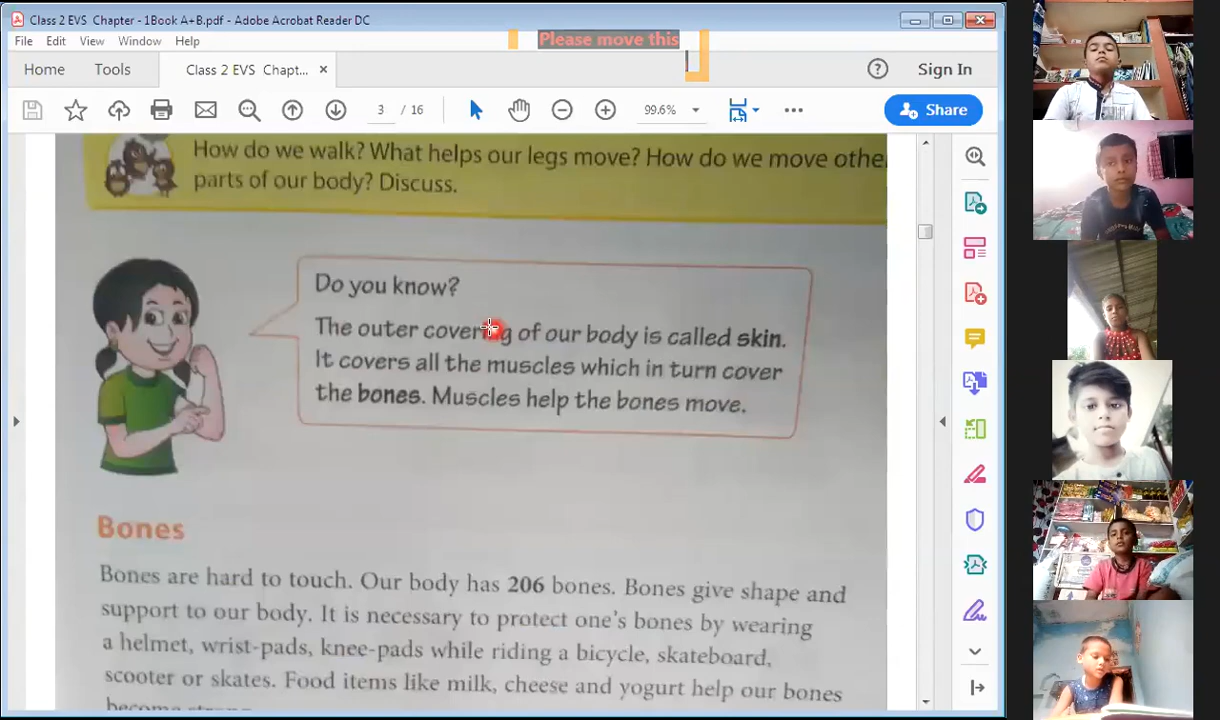 Class 2 EVS Chapter - 1Book A+B.pdf - Adobe Acrobat Reader DC
File Edit View Window Help
Please move this
Home Tools Class 2 EVS Chapt... × Sign In
3 / 16 99.6% Share
How do we walk? What helps our legs move? How do we move othe
parts of our body? Discuss.
Do you know?
The outer covering of our body is called skin.
It covers all the muscles which in turn cover
the bones. Muscles help the bones move.
Bones
Bones are hard to touch. Our body has 206 bones. Bones give shape and
support to our body. It is necessary to protect one's bones by wearing
a helmet, wrist-pads, knee-pads while riding a bicycle, skateboard,
scooter or skates. Food items like milk, cheese and yogurt help our bones
become